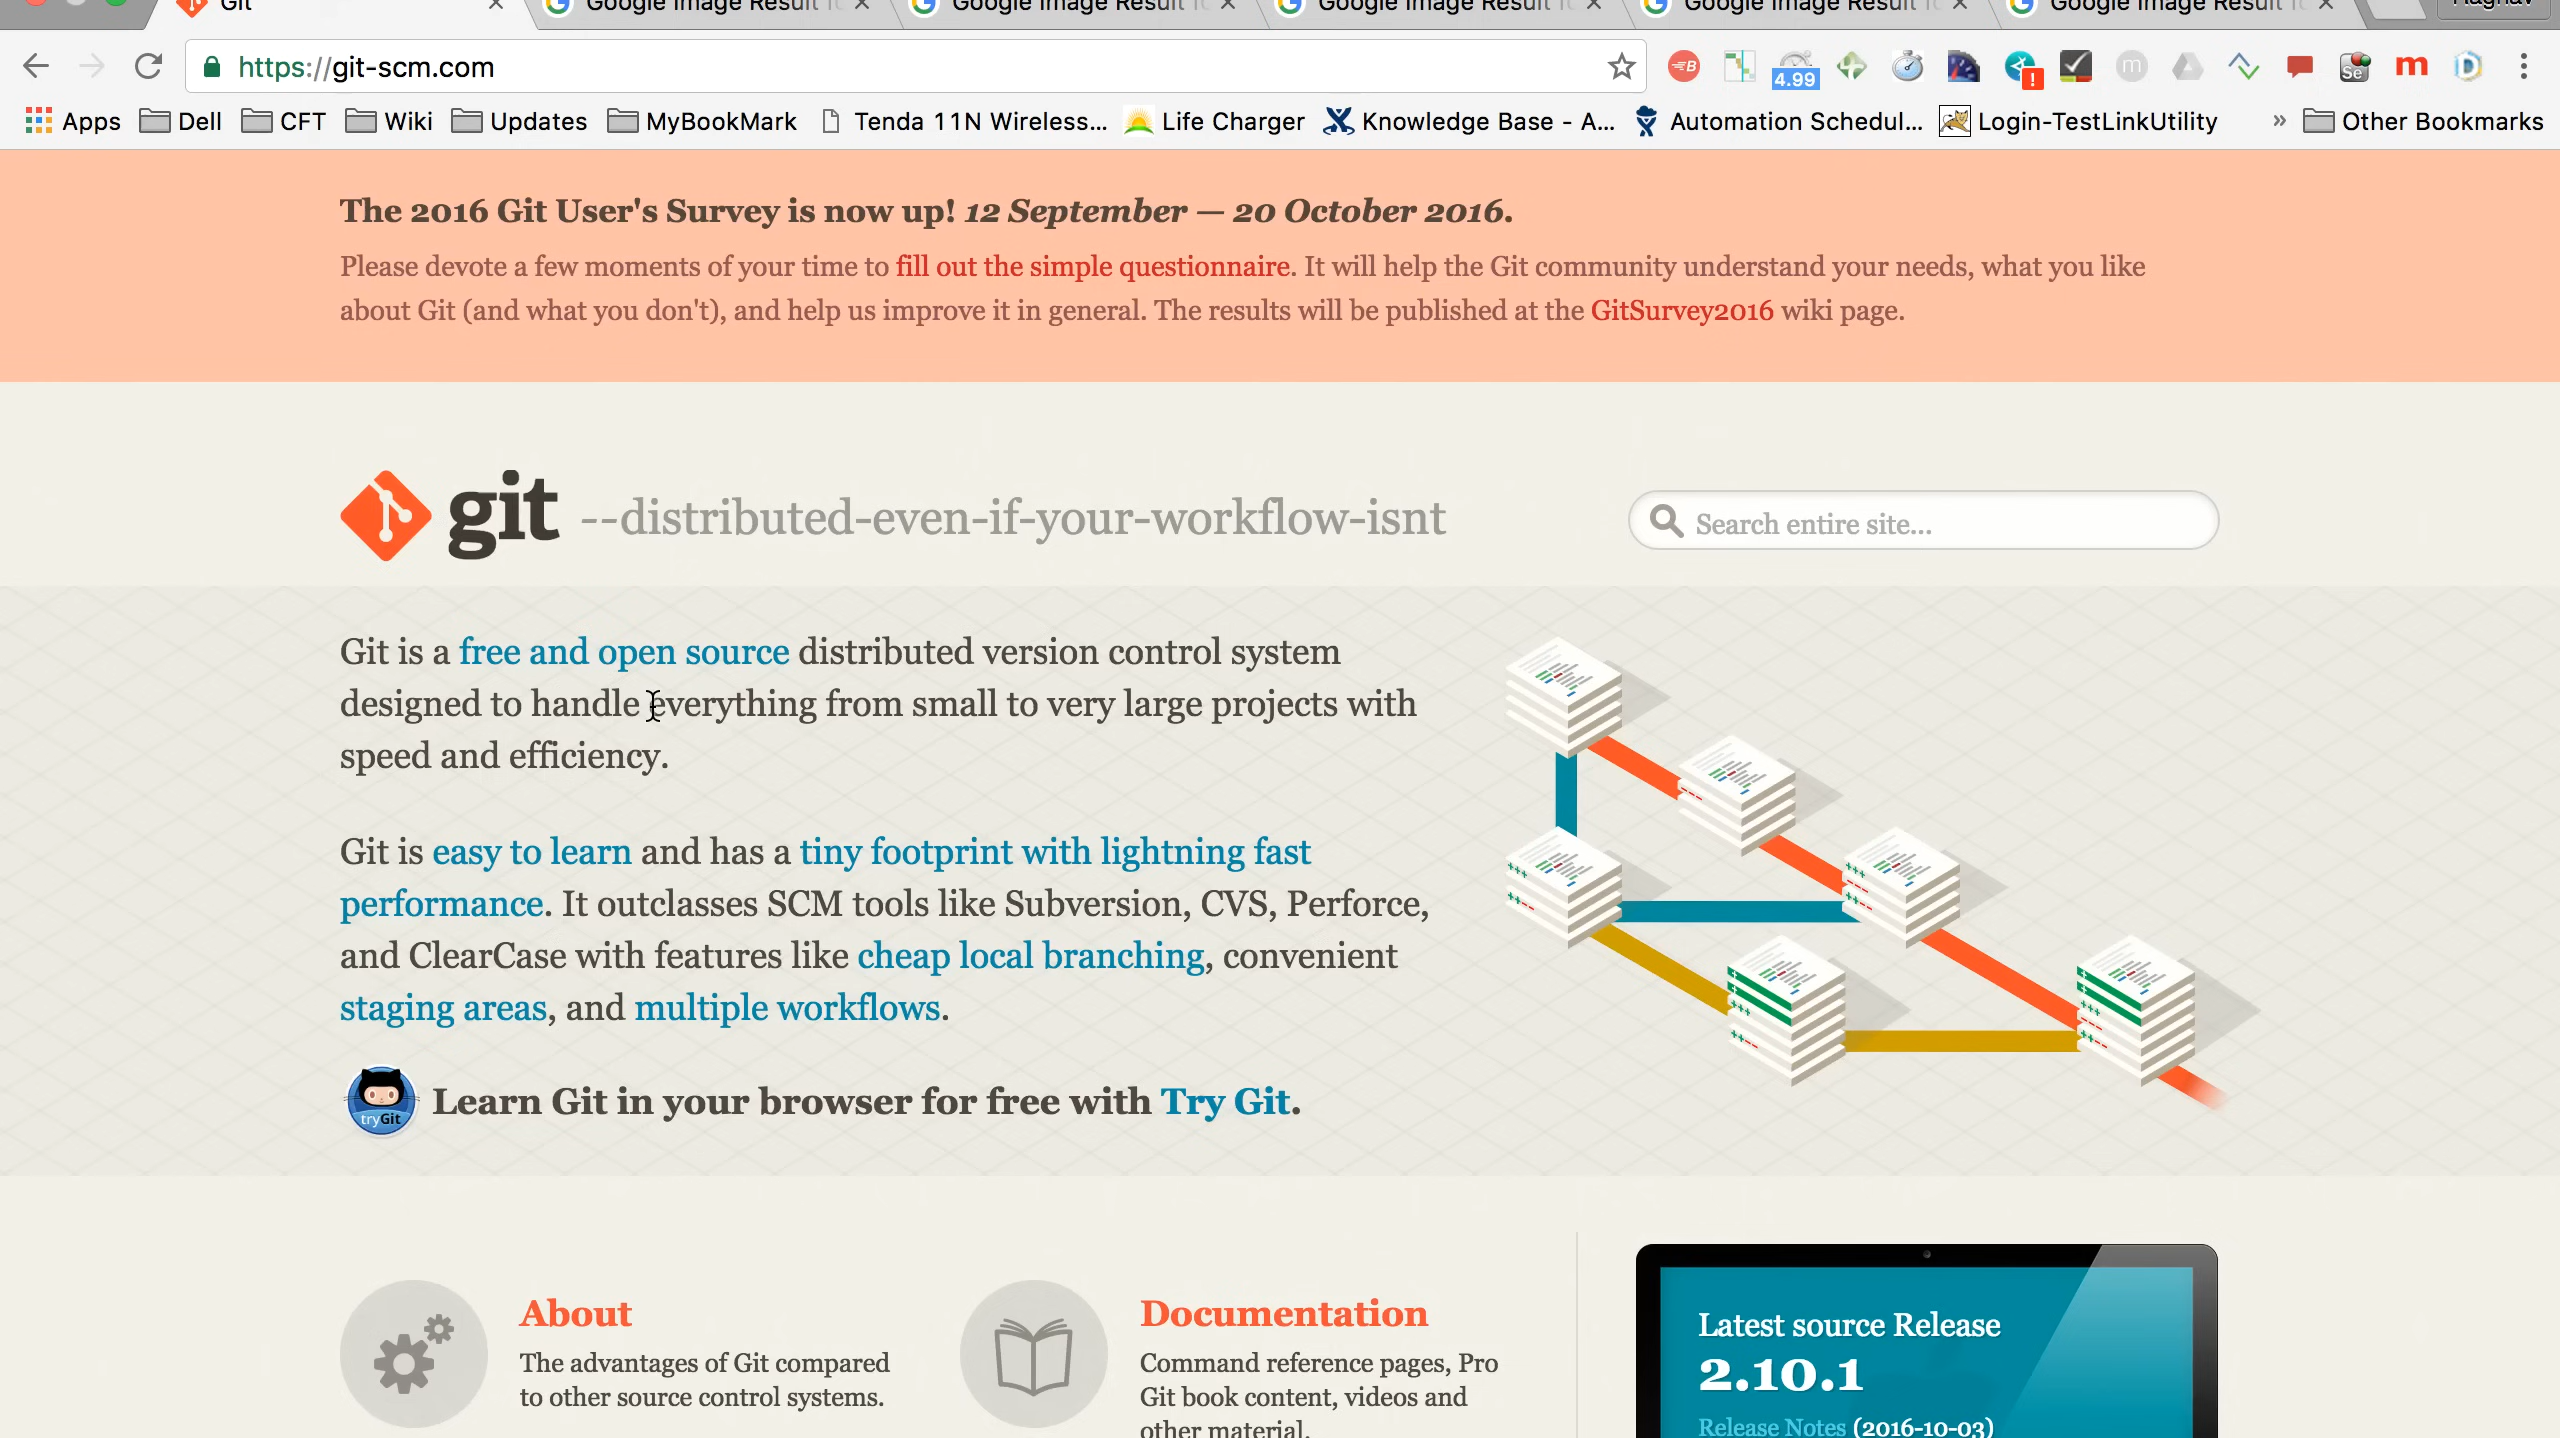 Git
Google Image Result fo
Google Image Result fo
Google Image Result fo
Google Image Result fo
Google Image Result fo
Raghav
https://git-scm.com
4.99
Apps
Dell
CFT
Wiki
Updates
MyBookMark
Tenda 11N Wireless...
Life Charger
Knowledge Base - A...
Automation Schedul...
Login-TestLinkUtility
»
Other Bookmarks
The 2016 Git User's Survey is now up! 12 September — 20 October 2016.
Please devote a few moments of your time to fill out the simple questionnaire. It will help the Git community understand your needs, what you like
about Git (and what you don't), and help us improve it in general. The results will be published at the GitSurvey2016 wiki page.
git --distributed-even-if-your-workflow-isnt
Search entire site...
Git is a free and open source distributed version control system
designed to handle everything from small to very large projects with
speed and efficiency.
Git is easy to learn and has a tiny footprint with lightning fast
performance. It outclasses SCM tools like Subversion, CVS, Perforce,
and ClearCase with features like cheap local branching, convenient
staging areas, and multiple workflows.
tryGit
Learn Git in your browser for free with Try Git.
About
The advantages of Git compared
to other source control systems.
Documentation
Command reference pages, Pro
Git book content, videos and
other material.
Latest source Release
2.10.1
Release Notes (2016-10-03)